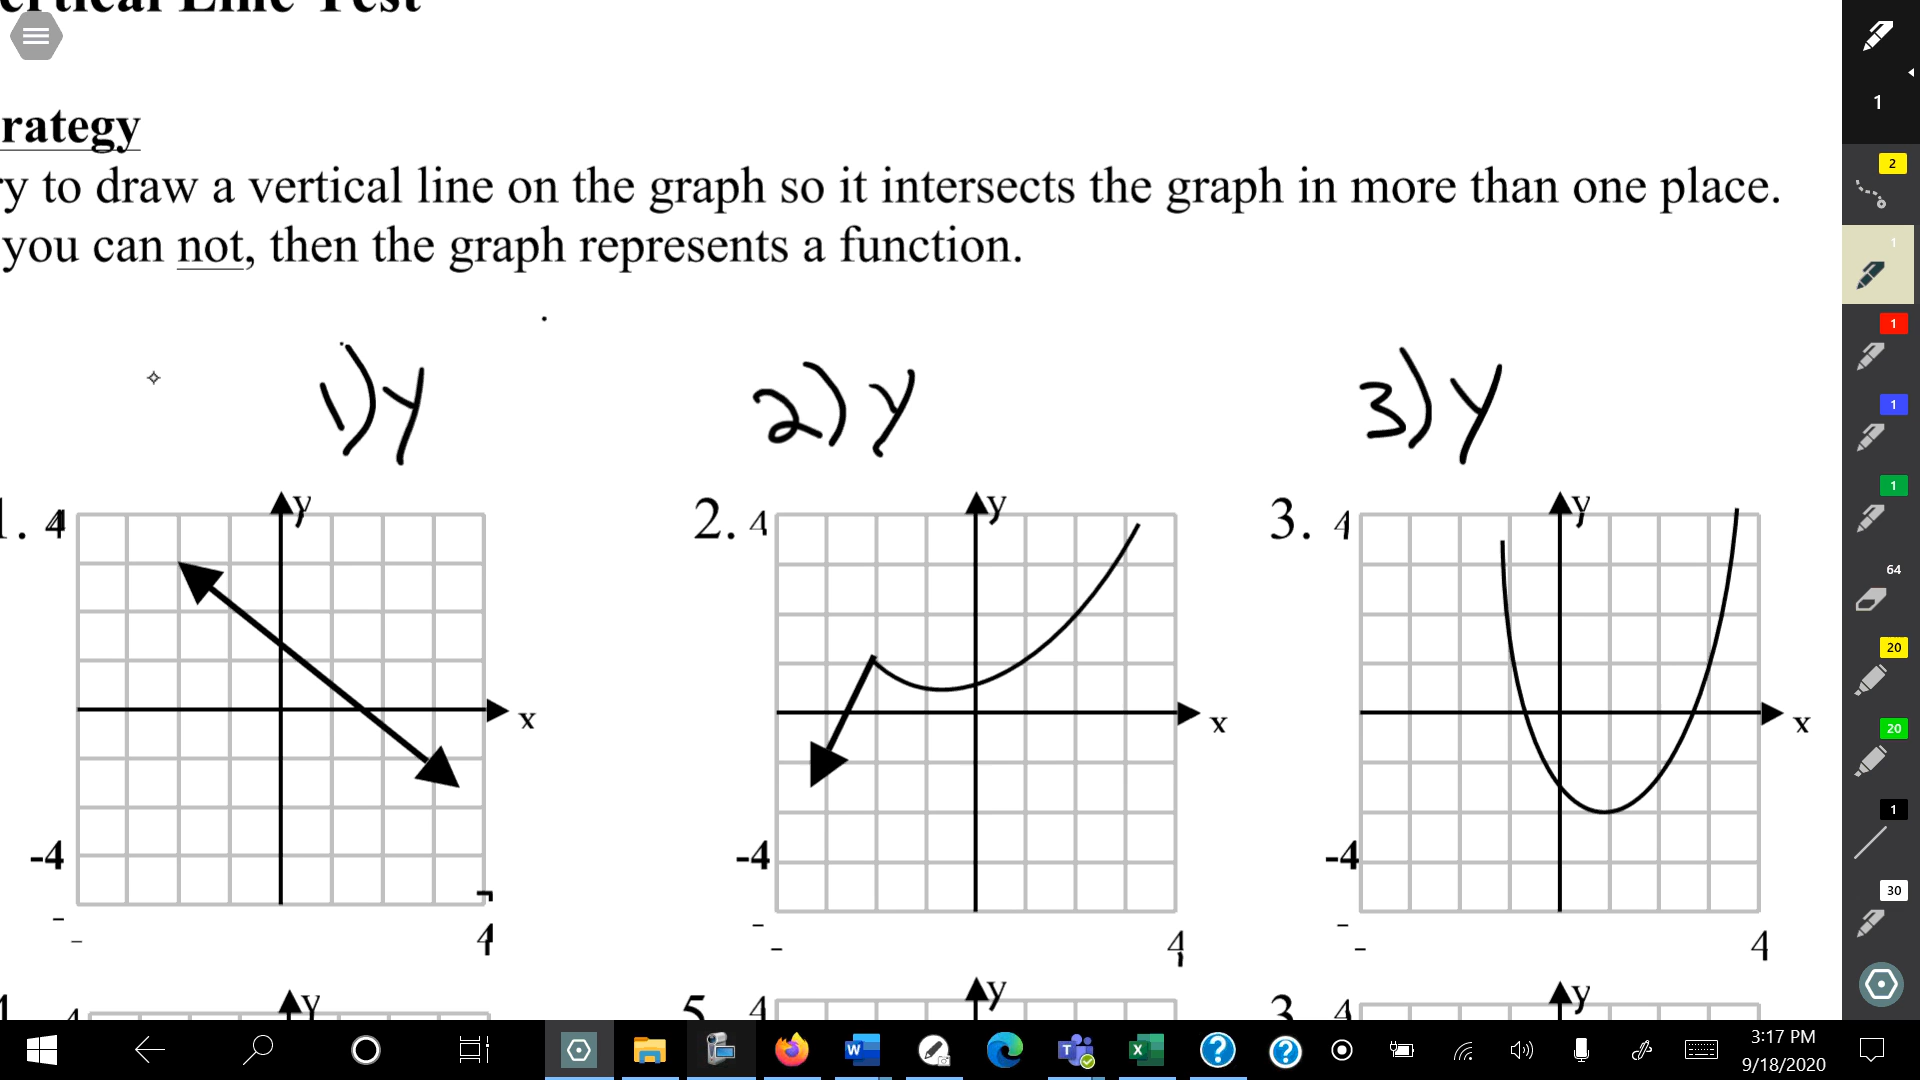 1
rategy
2
ry to draw a vertical line on the graph so it intersects the graph in more than one place.
you can not, then the graph represents a function.
1
1
1) y
2) y
3) y
1
1
1. 4
y
2. 4
y
3. 4
y
64
20
x
x
x
20
1
-4
-4
-4
30
4
4
4
y
5. 4
y
3. 4
y
3:17 PM
9/18/2020